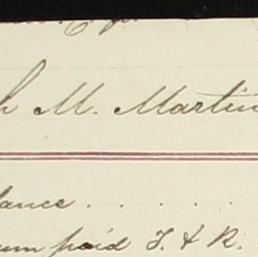 h M. Martin
lance . . . . .
um paid T. & R.